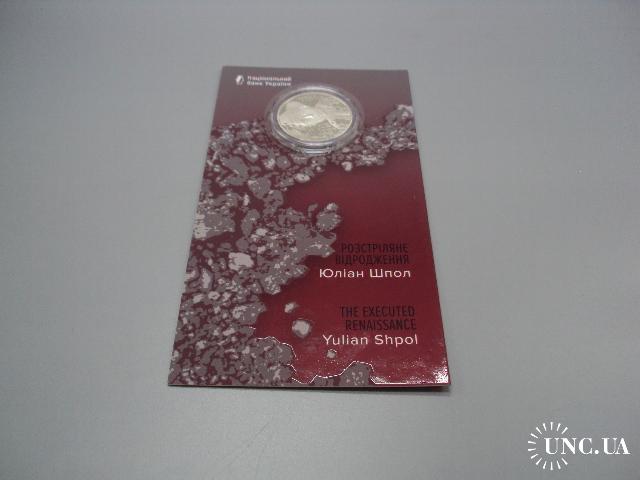 Національний
банк України
РОЗСТРІЛЯНЕ
ВІДРОДЖЕННЯ
Юліан Шпол
THE EXECUTED
RENAISSANCE
Yulian Shpol
UNC.UA